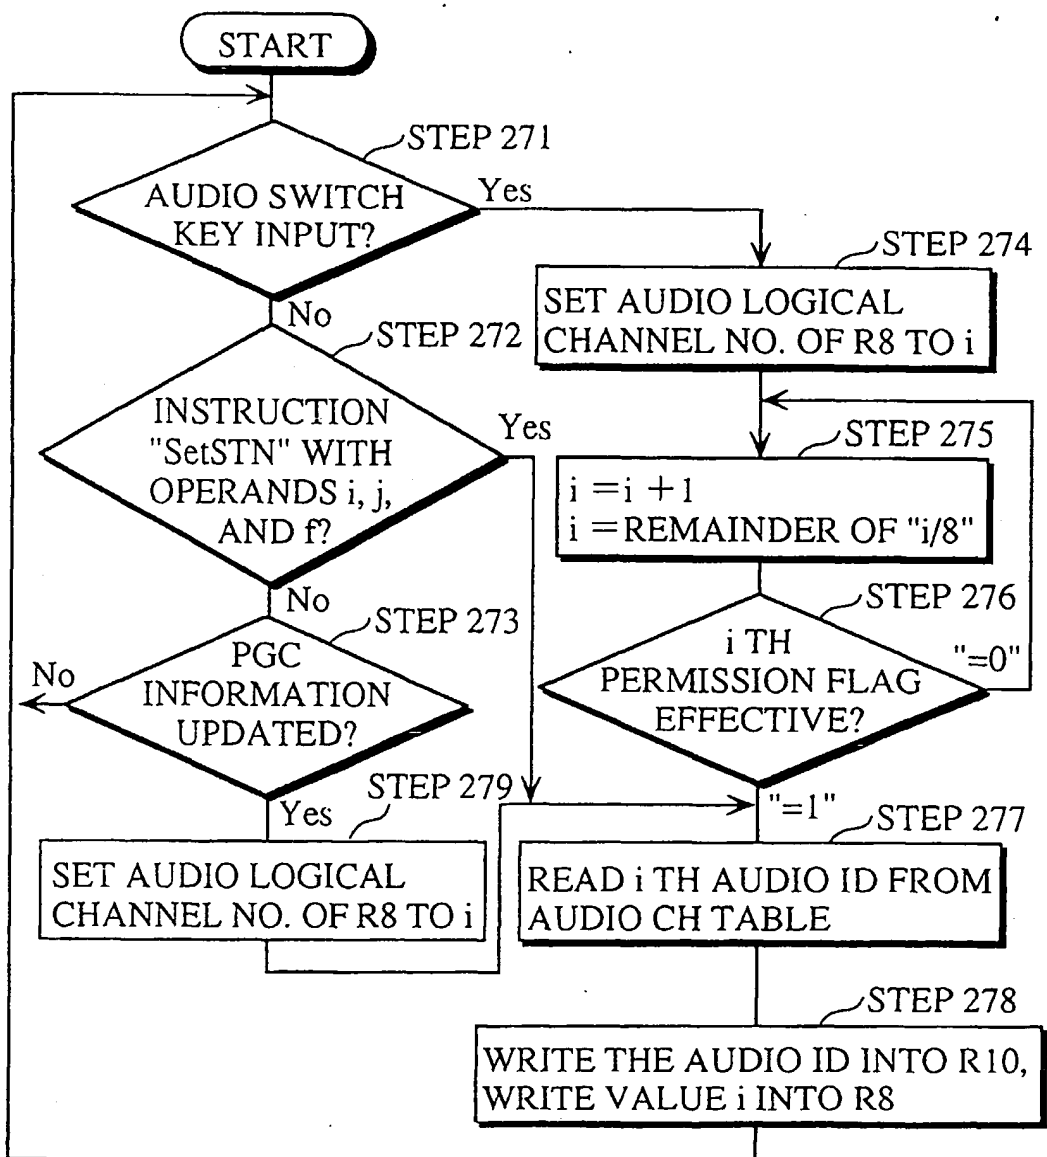 START
STEP 271
AUDIO SWITCH
KEY INPUT?
Yes
No
STEP 272
INSTRUCTION
"SetSTN" WITH
OPERANDS i, j,
AND f?
Yes
No
STEP 273
PGC
INFORMATION
UPDATED?
No
Yes
STEP 279
SET AUDIO LOGICAL
CHANNEL NO. OF R8 TO i
STEP 274
SET AUDIO LOGICAL
CHANNEL NO. OF R8 TO i
STEP 275
i = i + 1
i = REMAINDER OF "i/8"
STEP 276
i TH
PERMISSION FLAG
EFFECTIVE?
"=0"
"=1"
STEP 277
READ i TH AUDIO ID FROM
AUDIO CH TABLE
STEP 278
WRITE THE AUDIO ID INTO R10,
WRITE VALUE i INTO R8